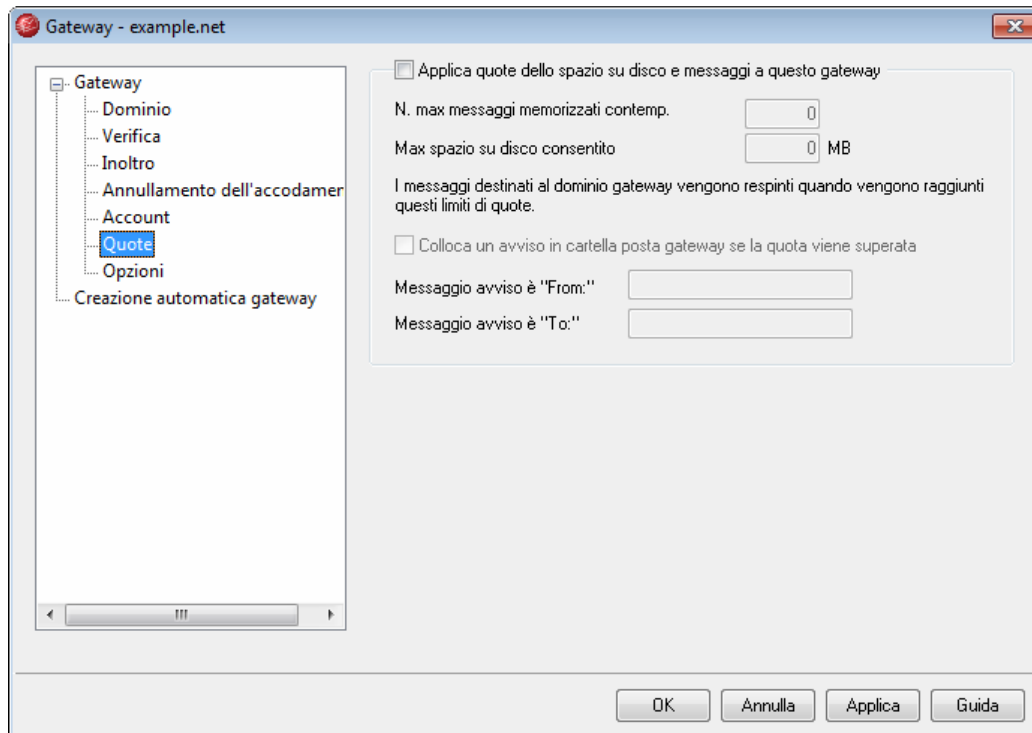 Gateway - example.net
Gateway
Dominio
Verifica
Inoltro
Annullamento dell'accodamer
Account
Quote
Opzioni
Creazione automatica gateway
Applica quote dello spazio su disco e messaggi a questo gateway
N. max messaggi memorizzati contemp.
0
Max spazio su disco consentito
0 MB
I messaggi destinati al dominio gateway vengono respinti quando vengono raggiunti
questi limiti di quote.
Colloca un avviso in cartella posta gateway se la quota viene superata
Messaggio avviso è "From:"
Messaggio avviso è "To:"
OK
Annulla
Applica
Guida